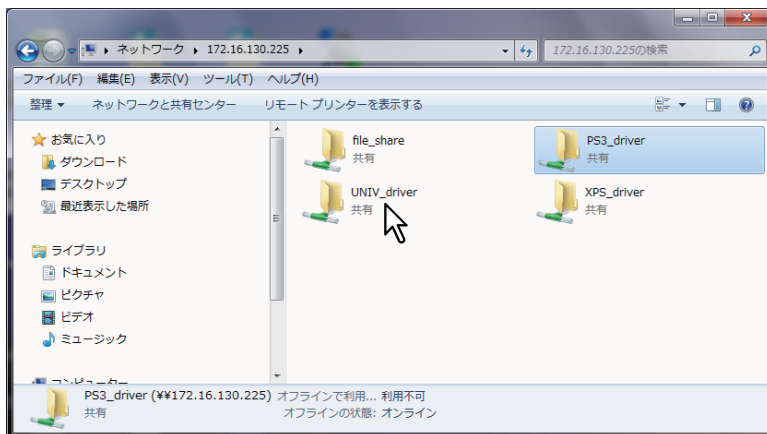 ネットワーク ▸ 172.16.130.225 ▸
172.16.130.225の検索
ファイル(F) 編集(E) 表示(V) ツール(T) ヘルプ(H)
整理 ▼ ネットワークと共有センター リモート プリンターを表示する
お気に入り
ダウンロード
デスクトップ
最近表示した場所
ライブラリ
ドキュメント
ピクチャ
ビデオ
ミュージック
file_share
共有
PS3_driver
共有
UNIV_driver
共有
XPS_driver
共有
PS3_driver (¥¥172.16.130.225) オフラインで利用... 利用不可
共有 オフラインの状態: オンライン